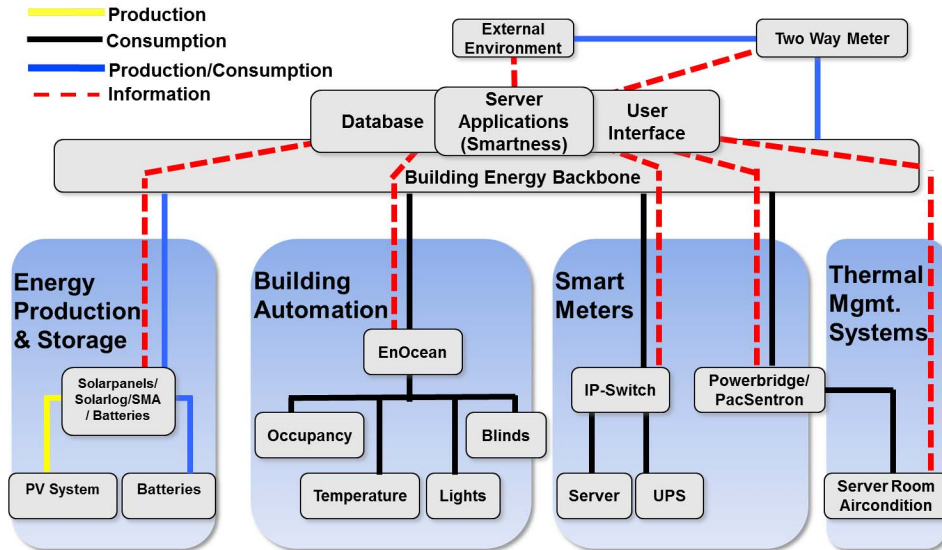 Production
Consumption
Production/Consumption
Information
External
Environment
Two Way Meter
Database
Server
Applications
(Smartness)
User
Interface
Building Energy Backbone
Energy
Production
& Storage
Building
Automation
Smart
Meters
Thermal
Mgmt.
Systems
EnOcean
Solarpanels/
Solarlog/SMA
/ Batteries
IP-Switch
Powerbridge/
PacSentron
Occupancy
Blinds
PV System
Batteries
Temperature
Lights
Server
UPS
Server Room
Aircondition